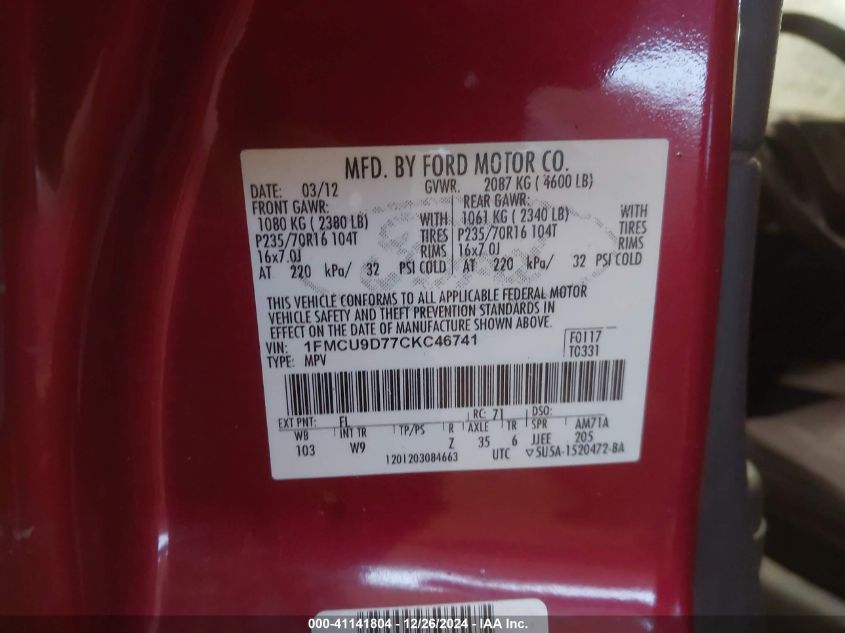 MFD. BY FORD MOTOR CO.
DATE: 03/12 GVWR: 2087 KG ( 4600 LB)
FRONT GAWR: REAR GAWR:
1080 KG ( 2380 LB) WITH 1061 KG ( 2340 LB) WITH
P235/70R16 104T TIRES P235/70R16 104T TIRES
16x7.0J RIMS 16x7.0J RIMS
AT 220 kPa/ 32 PSI COLD AT 220 kPa/ 32 PSI COLD
THIS VEHICLE CONFORMS TO ALL APPLICABLE FEDERAL MOTOR
VEHICLE SAFETY AND THEFT PREVENTION STANDARDS IN
EFFECT ON THE DATE OF MANUFACTURE SHOWN ABOVE.
VIN: 1FMCU9D77CKC46741 F0117
TYPE: MPV T0331
EXT PNT: FL RC: 71 DSO:
WB INT TR TP/PS R AXLE TR SPR AM71A
103 W9 Z 35 6 JJEE 205
1201203084663 UTC ▽5U5A-1520472-BA
000-41141804 - 12/26/2024 - IAA Inc.